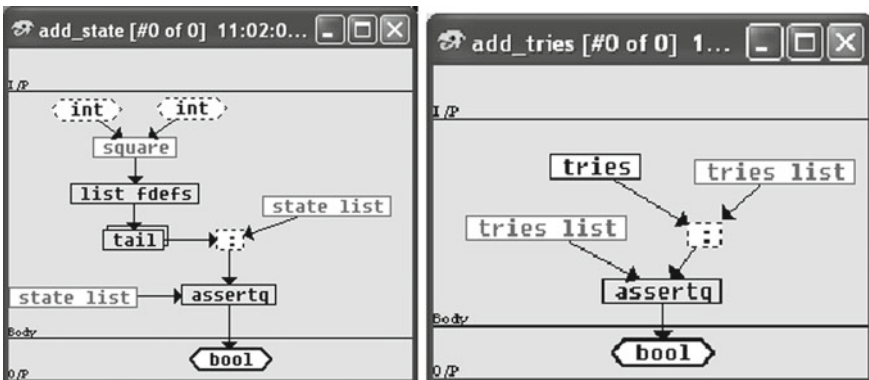 add_state [#0 of 0] 11:02:0...
I/P
int int
square
list fdefs
state list
tail :
state list assertq
Body
bool
O/P
add_tries [#0 of 0] 1...
I/P
tries tries list
tries list :
assertq
Body
bool
O/P